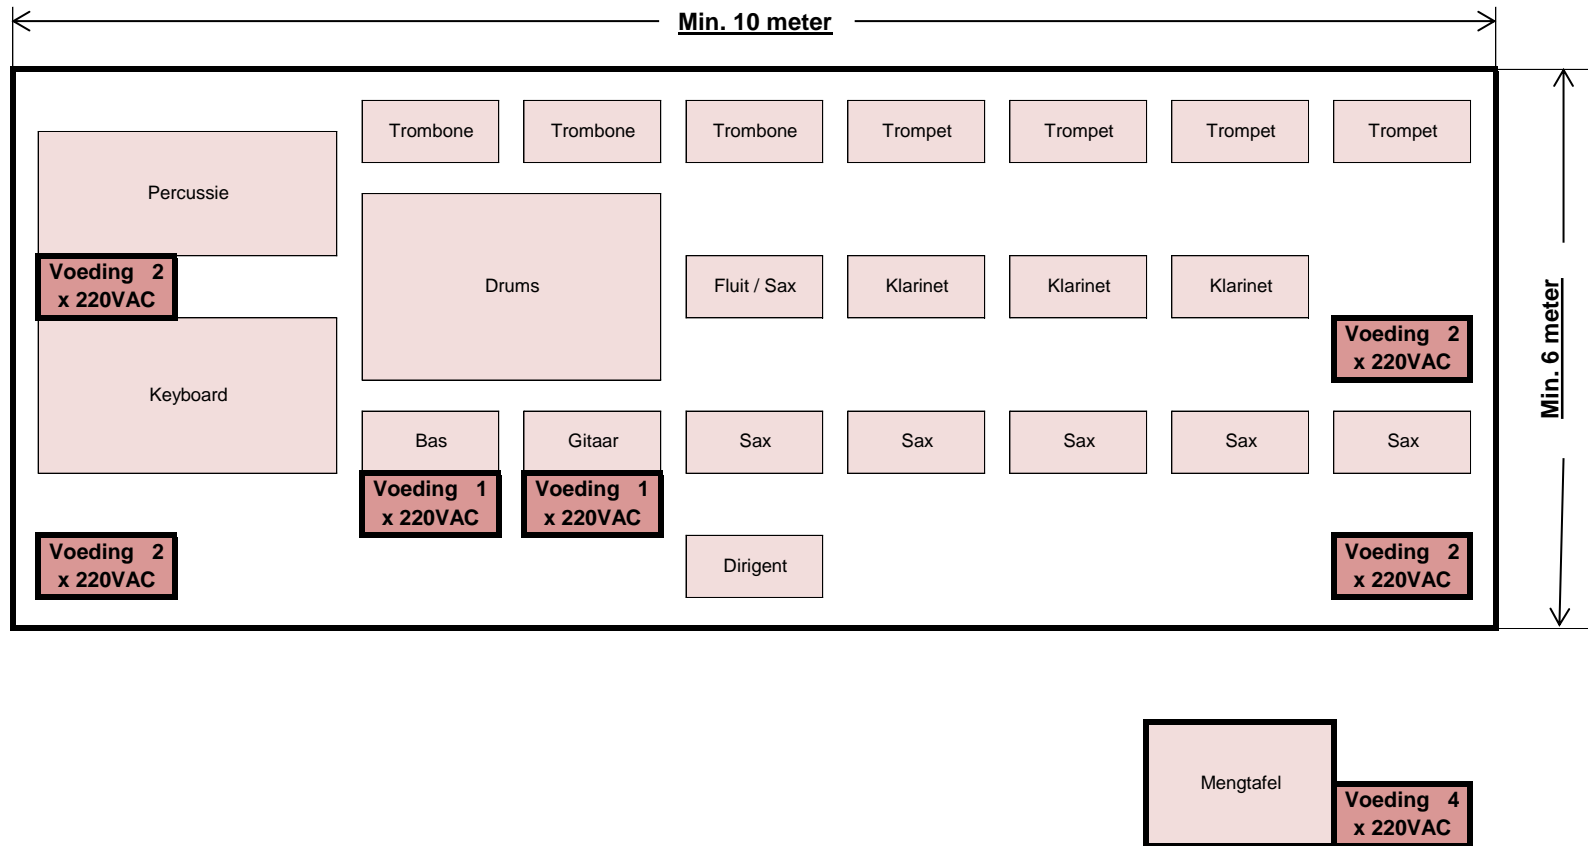 Min. 10 meter
Trombone
Trombone
Trombone
Trompet
Trompet
Trompet
Trompet
Percussie
Voeding 2
x 220VAC
Drums
Fluit / Sax
Klarinet
Klarinet
Klarinet
Voeding 2
x 220VAC
Min. 6 meter
Keyboard
Bas
Gitaar
Sax
Sax
Sax
Sax
Sax
Voeding 1
x 220VAC
Voeding 1
x 220VAC
Voeding 2
x 220VAC
Dirigent
Voeding 2
x 220VAC
Mengtafel
Voeding 4
x 220VAC